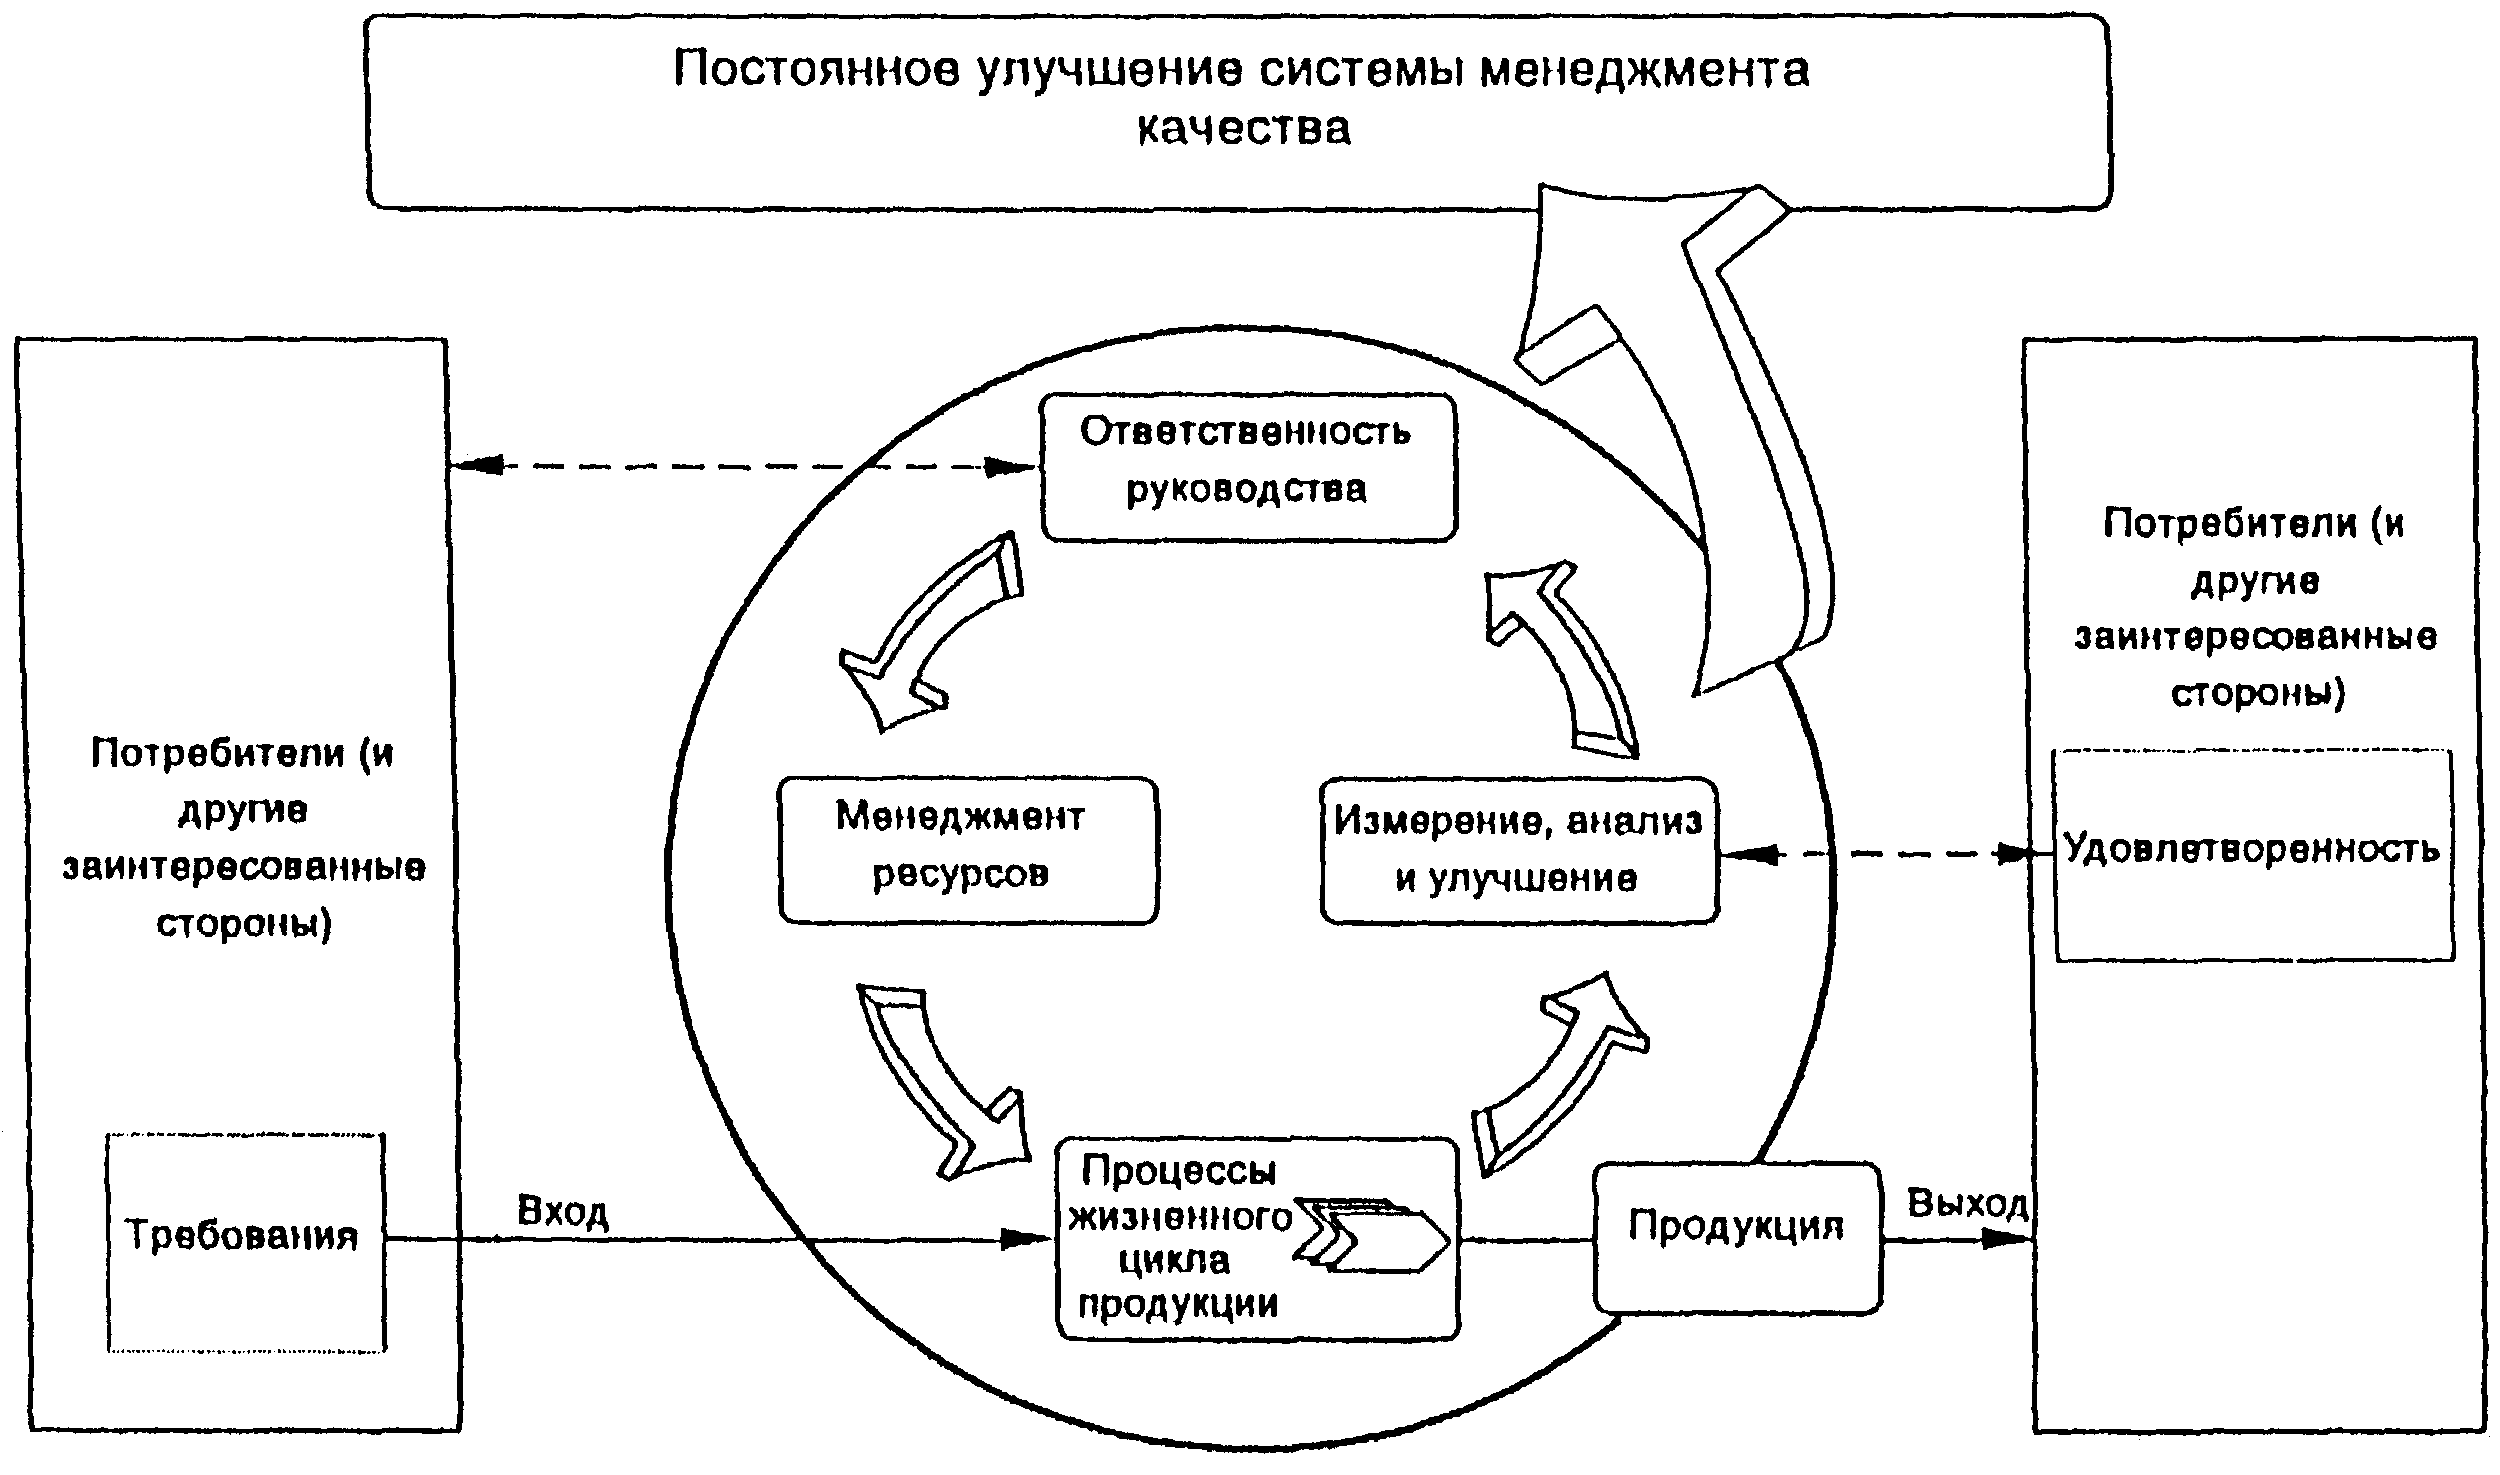 Постоянное улучшение системы менеджмента
качества
Ответственность
руководства
Потребители (и
другие
заинтересованные
стороны)
Потребители (и
другие
заинтересованные
стороны)
Менеджмент
ресурсов
Измерение, анализ
и улучшение
Удовлетворенность
Требования
Вход
Процессы
жизненного
цикла
продукции
Продукция
Выход